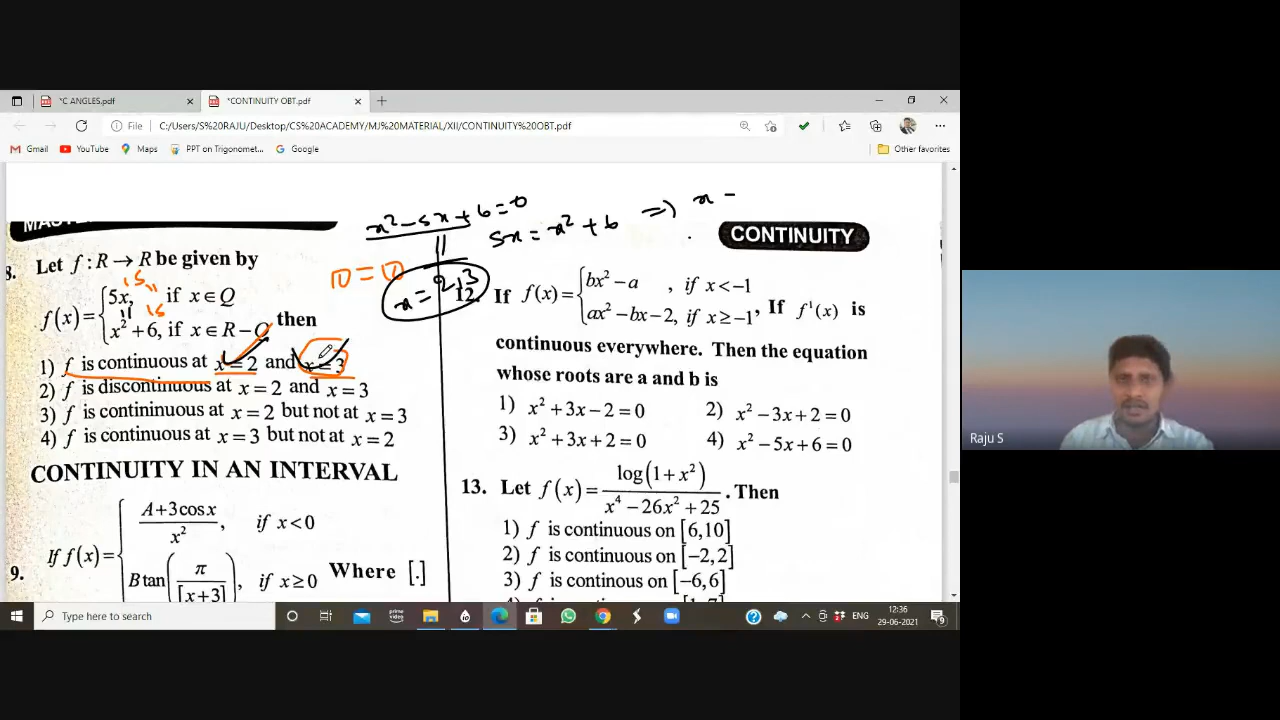 *C ANGLES.pdf
*CONTINUITY OBT.pdf
File
C:/Users/S%20RAJU/Desktop/CS%20ACADEMY/MJ%20MATERIAL/XII/CONTINUITY%20OBT.pdf
Gmail
YouTube
Maps
PPT on Trigonomet...
Google
Other favorites
x² - 5x + 6 = 0
5x = x² + 6 ⇒ x -
10 = 10
x = 2, 3
CONTINUITY
8. Let f : R → R be given by
15
f(x) = { 5x, if x ∈ Q
15
x² + 6, if x ∈ R − Q then
1) f is continuous at x = 2 and x = 3
2) f is discontinuous at x = 2 and x = 3
3) f is contininuous at x = 2 but not at x = 3
4) f is continuous at x = 3 but not at x = 2
CONTINUITY IN AN INTERVAL
9. If f(x) = { A + 3cos x / x², if x < 0
B tan (π / [x + 3]), if x ≥ 0 Where [.]
12. If f(x) = { bx² − a , if x < −1
ax² − bx − 2, if x ≥ −1, If f¹(x) is
continuous everywhere. Then the equation
whose roots are a and b is
1) x² + 3x − 2 = 0
2) x² − 3x + 2 = 0
3) x² + 3x + 2 = 0
4) x² − 5x + 6 = 0
13. Let f(x) = log(1 + x²) / x⁴ − 26x² + 25 . Then
1) f is continuous on [6,10]
2) f is continuous on [−2,2]
3) f is continous on [−6,6]
Raju S
Type here to search
prime video
ENG
12:36
29-06-2021